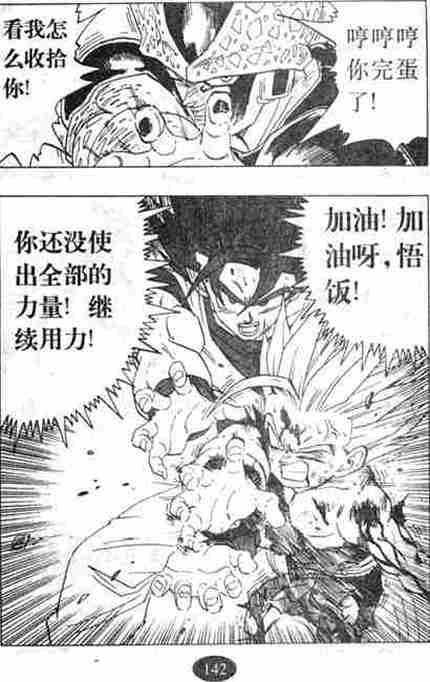 看我怎
么收拾
你!
哼哼哼
你完蛋
了!
加油! 加
油呀,悟
饭!
你还没使
出全部的
力量! 继
续用力!
142